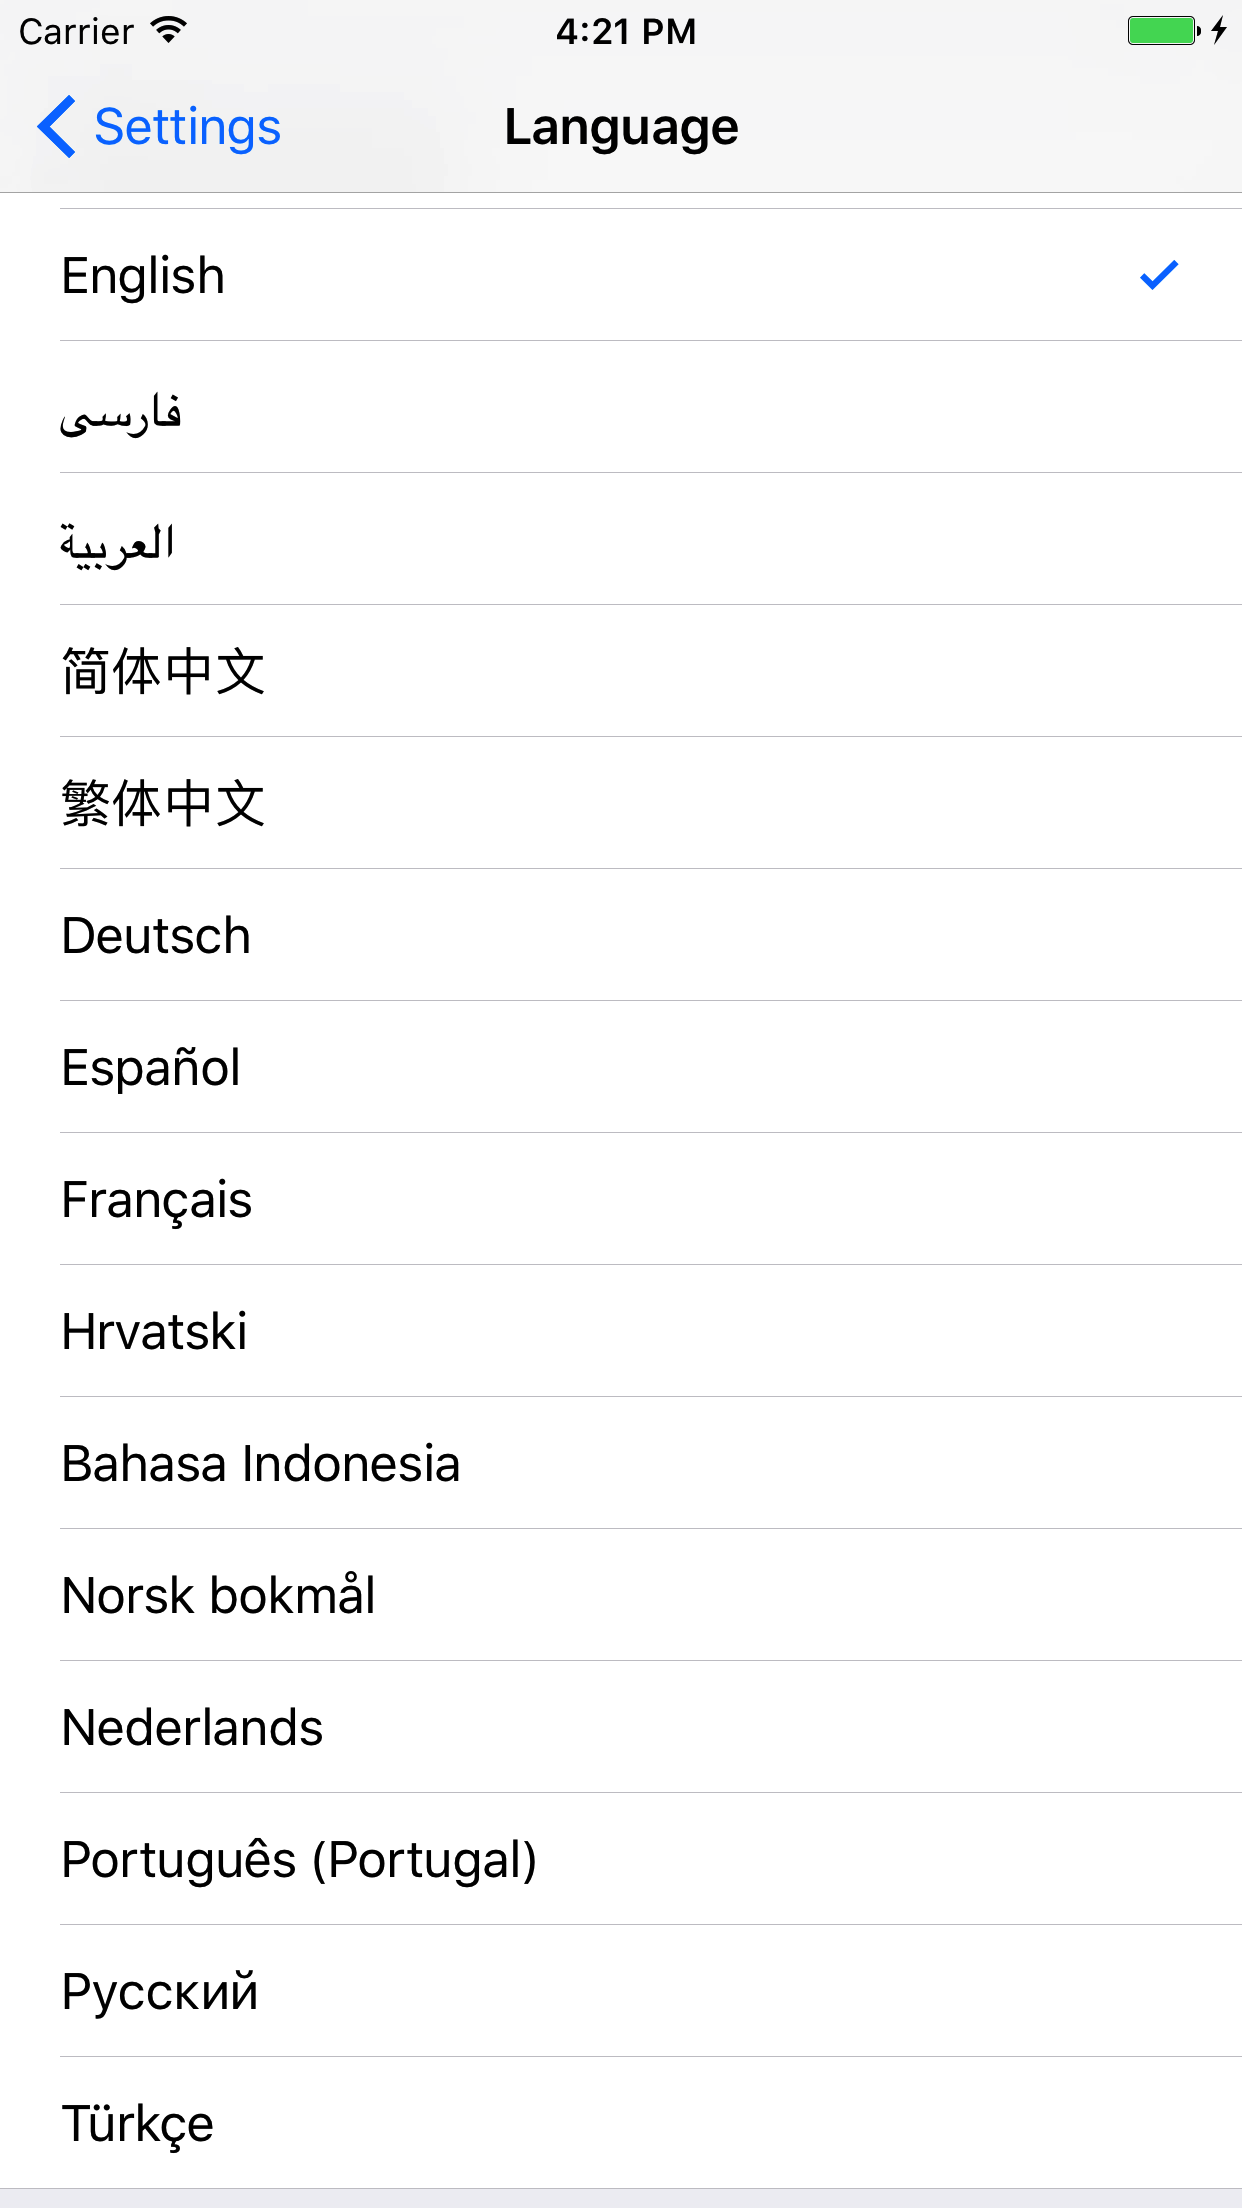 Carrier 4:21 PM
Settings Language
English
فارسی
العربية
简体中文
繁体中文
Deutsch
Español
Français
Hrvatski
Bahasa Indonesia
Norsk bokmål
Nederlands
Português (Portugal)
Русский
Türkçe